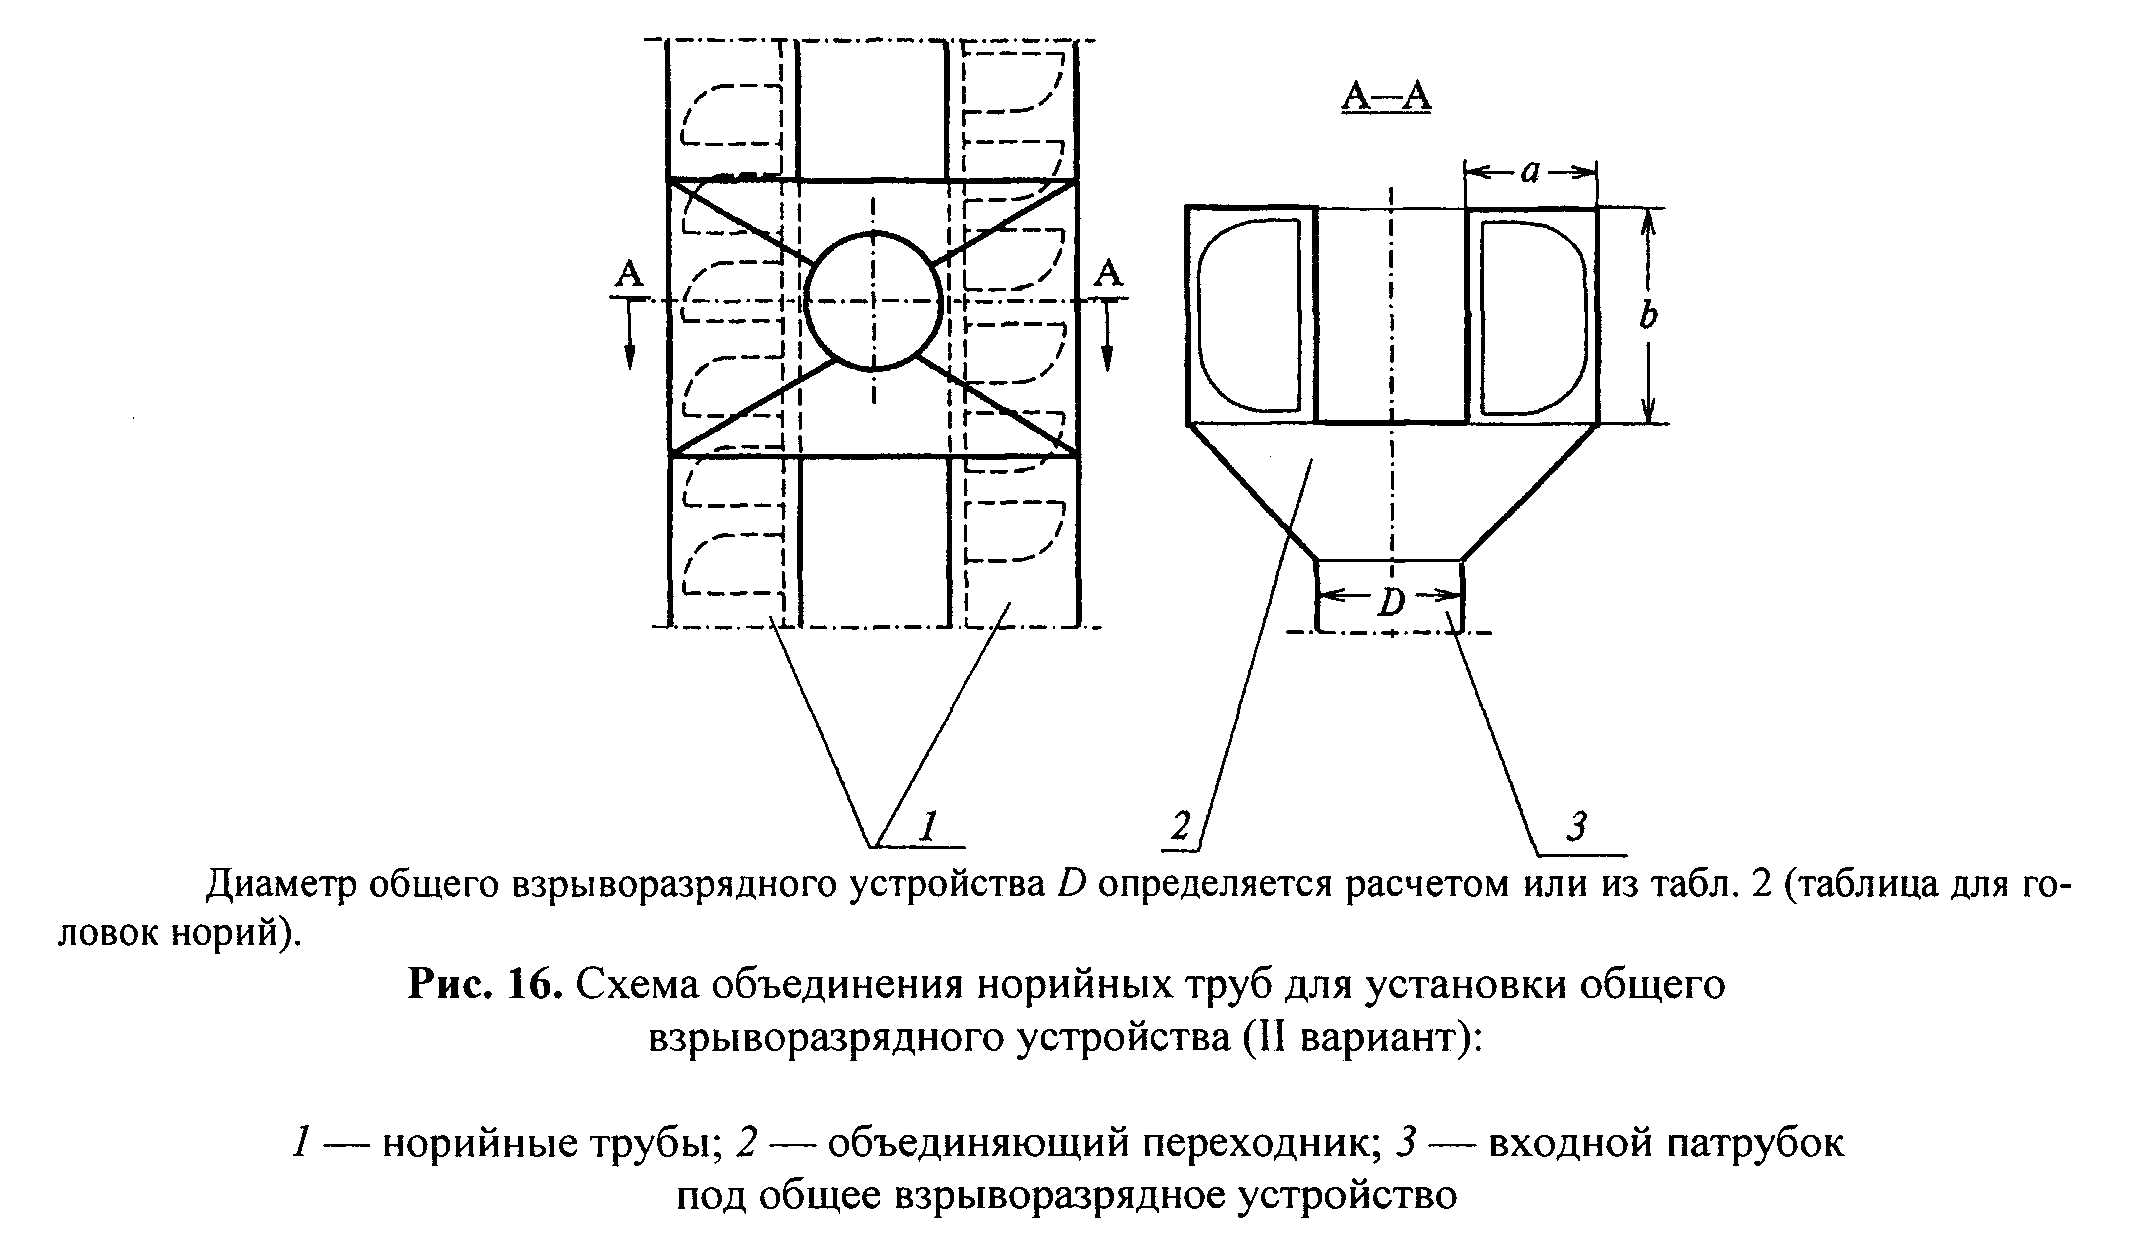 А—А
a
А
А
b
D
1
2
3
Диаметр общего взрыворазрядного устройства D определяется расчетом или из табл. 2 (таблица для го-
ловок норий).
Рис. 16. Схема объединения норийных труб для установки общего
взрыворазрядного устройства (II вариант):
1 — норийные трубы; 2 — объединяющий переходник; 3 — входной патрубок
под общее взрыворазрядное устройство